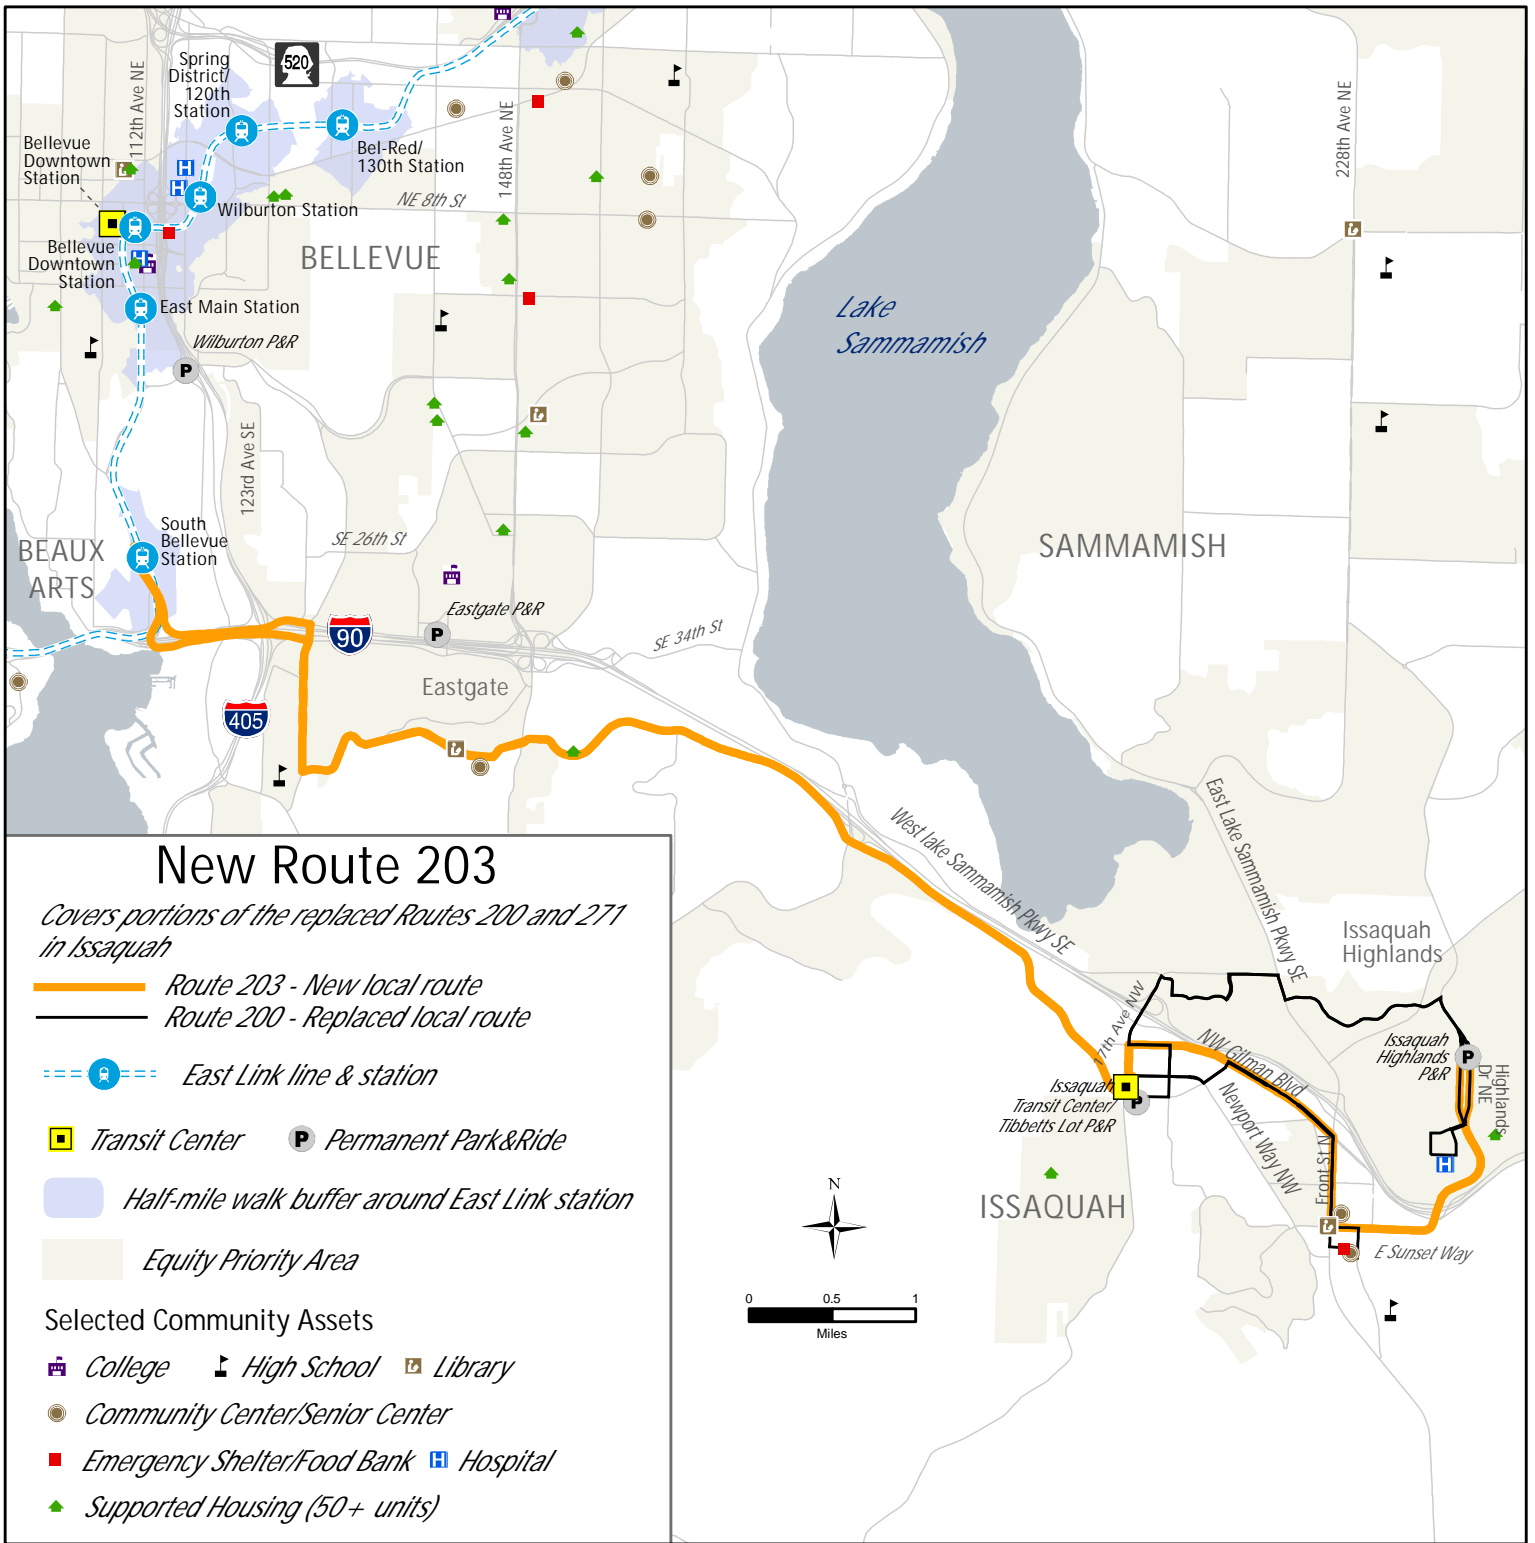 Spring
District/
120th
Station
520
112th Ave NE
Bellevue
Downtown
Station
Bel-Red/
130th Station
148th Ave NE
228th Ave NE
NE 8th St
Wilburton Station
BELLEVUE
Bellevue
Downtown
Station
East Main Station
Wilburton P&R
P
Lake
Sammamish
123rd Ave SE
South
Bellevue
Station
BEAUX
ARTS
SE 26th St
SAMMAMISH
Eastgate P&R
P
90
SE 34th St
Eastgate
405
West lake Sammamish Pkwy SE
East Lake Sammamish Pkwy SE
Issaquah
Highlands
17th Ave NW
NW Gilman Blvd
Issaquah
Highlands
P&R
P
Highlands
Dr NE
Issaquah
Transit Center/
Tibbetts Lot P&R
P
Newport Way NW
Front St N
H
ISSAQUAH
E Sunset Way
N
0 0.5 1
Miles
New Route 203
Covers portions of the replaced Routes 200 and 271
in Issaquah
Route 203 - New local route
Route 200 - Replaced local route
East Link line & station
Transit Center
P Permanent Park&Ride
Half-mile walk buffer around East Link station
Equity Priority Area
Selected Community Assets
College
High School
Library
Community Center/Senior Center
Emergency Shelter/Food Bank
H Hospital
Supported Housing (50+ units)